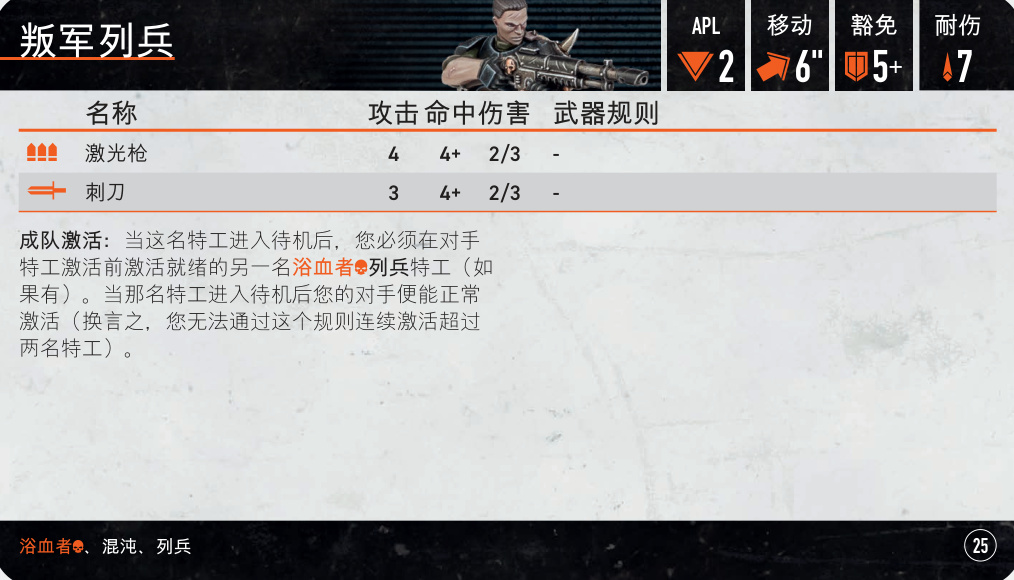 叛军列兵
APL 移动 豁免 耐伤
2 6" 5+ 7
名称 攻击 命中 伤害 武器规则
激光枪 4 4+ 2/3 -
刺刀 3 4+ 2/3 -
成队激活：当这名特工进入待机后，您必须在对手
特工激活前激活就绪的另一名浴血者列兵特工（如
果有）。当那名特工进入待机后您的对手便能正常
激活（换言之，您无法通过这个规则连续激活超过
两名特工）。
浴血者、混沌、列兵
25